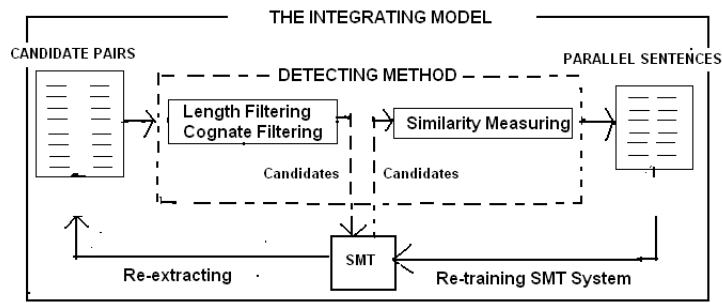 THE INTEGRATING MODEL
CANDIDATE PAIRS
PARALLEL SENTENCES
DETECTING METHOD
Length Filtering
Cognate Filtering
Similarity Measuring
Candidates
Candidates
SMT
Re-extracting
Re-training SMT System